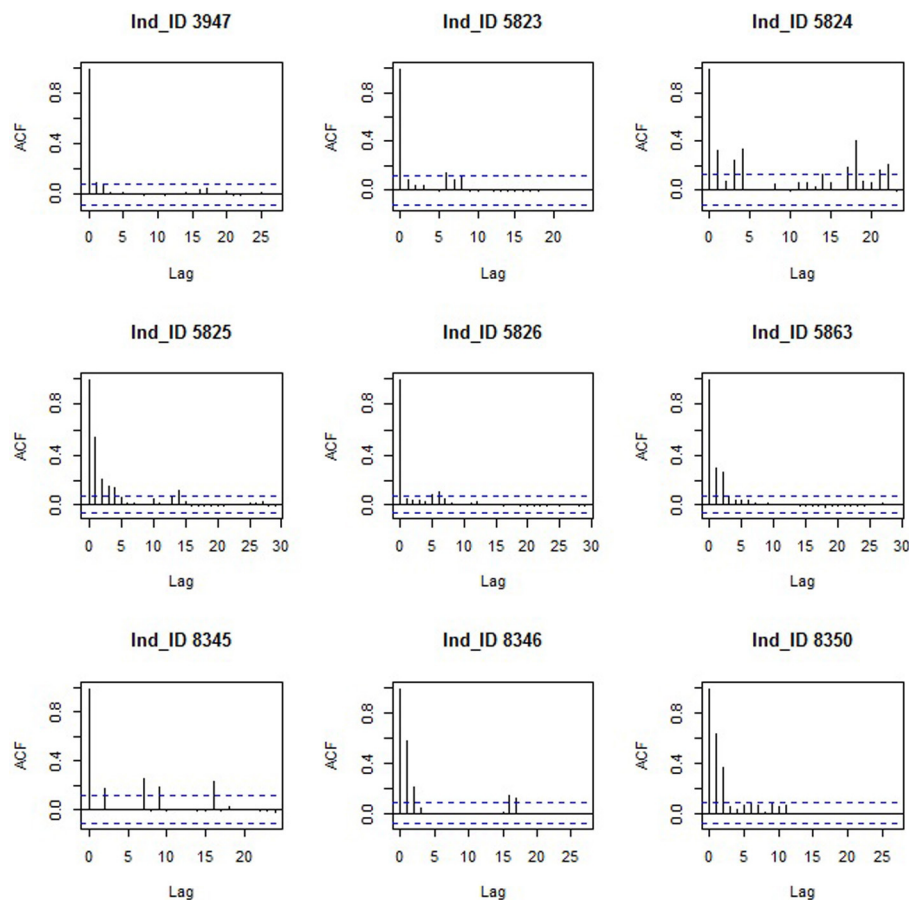 Ind_ID 3947
ACF
0.0 0.4 0.8
0 5 10 15 20 25
Lag
Ind_ID 5823
ACF
0.0 0.4 0.8
0 5 10 15 20
Lag
Ind_ID 5824
ACF
0.0 0.4 0.8
0 5 10 15 20
Lag
Ind_ID 5825
ACF
0.0 0.4 0.8
0 5 10 15 20 25 30
Lag
Ind_ID 5826
ACF
0.0 0.4 0.8
0 5 10 15 20 25 30
Lag
Ind_ID 5863
ACF
0.0 0.4 0.8
0 5 10 15 20 25 30
Lag
Ind_ID 8345
ACF
0.0 0.4 0.8
0 5 10 15 20
Lag
Ind_ID 8346
ACF
0.0 0.4 0.8
0 5 10 15 20 25
Lag
Ind_ID 8350
ACF
0.0 0.4 0.8
0 5 10 15 20 25
Lag